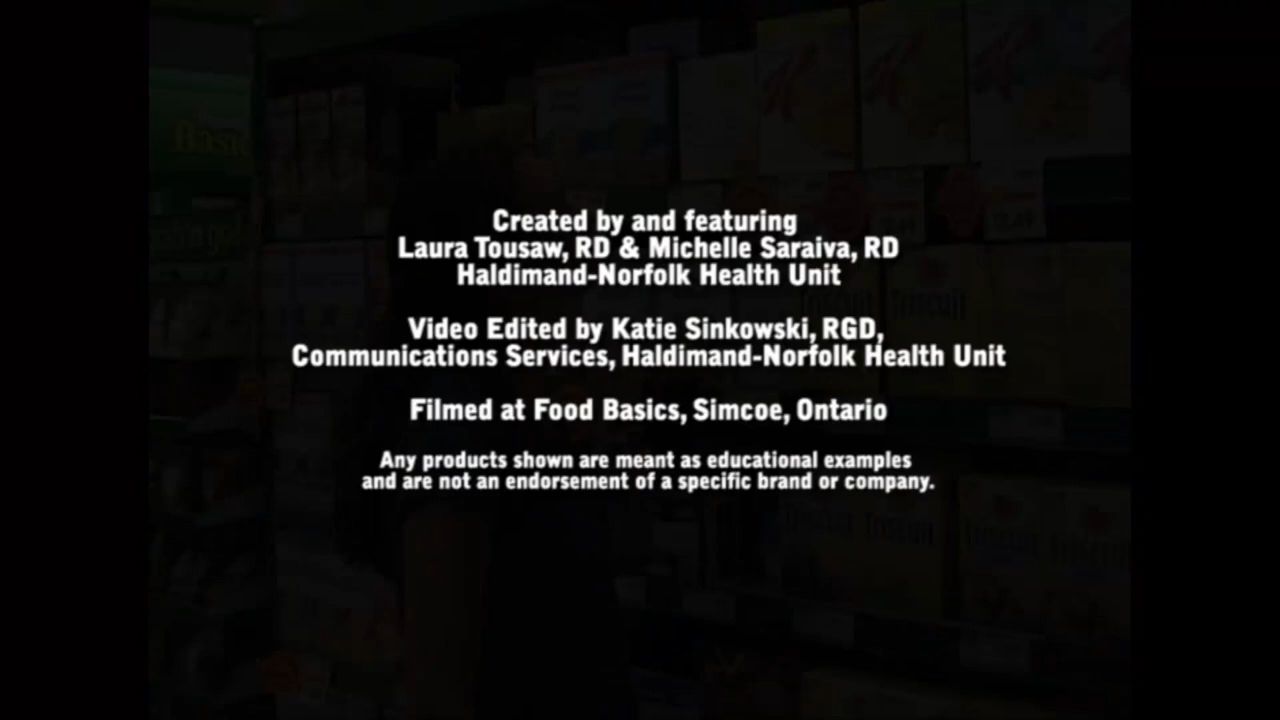 Created by and featuring
Laura Tousaw, RD & Michelle Saraiva, RD
Haldimand-Norfolk Health Unit
Video Edited by Katie Sinkowski, RGD,
Communications Services, Haldimand-Norfolk Health Unit
Filmed at Food Basics, Simcoe, Ontario
Any products shown are meant as educational examples
and are not an endorsement of a specific brand or company.